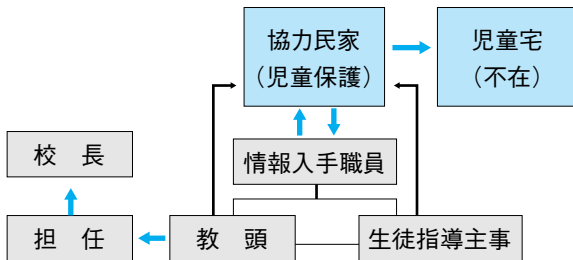 協力民家
（児童保護）
児童宅
（不在）
校　長
情報入手職員
担　任
教　頭
生徒指導主事